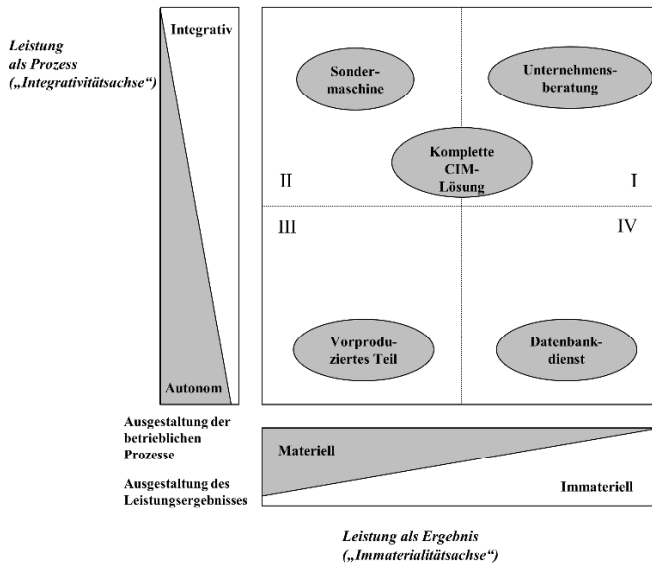 Leistung
als Prozess
(„Integrativitätsachse“)
Integrativ
Autonom
Sonder-
maschine
Unternehmens-
beratung
Komplette
CIM-
Lösung
II
I
III
IV
Vorprodu-
ziertes Teil
Datenbank-
dienst
Ausgestaltung der
betrieblichen
Prozesse
Materiell
Ausgestaltung des
Leistungsergebnisses
Immateriell
Leistung als Ergebnis
(„Immaterialitätsachse“)